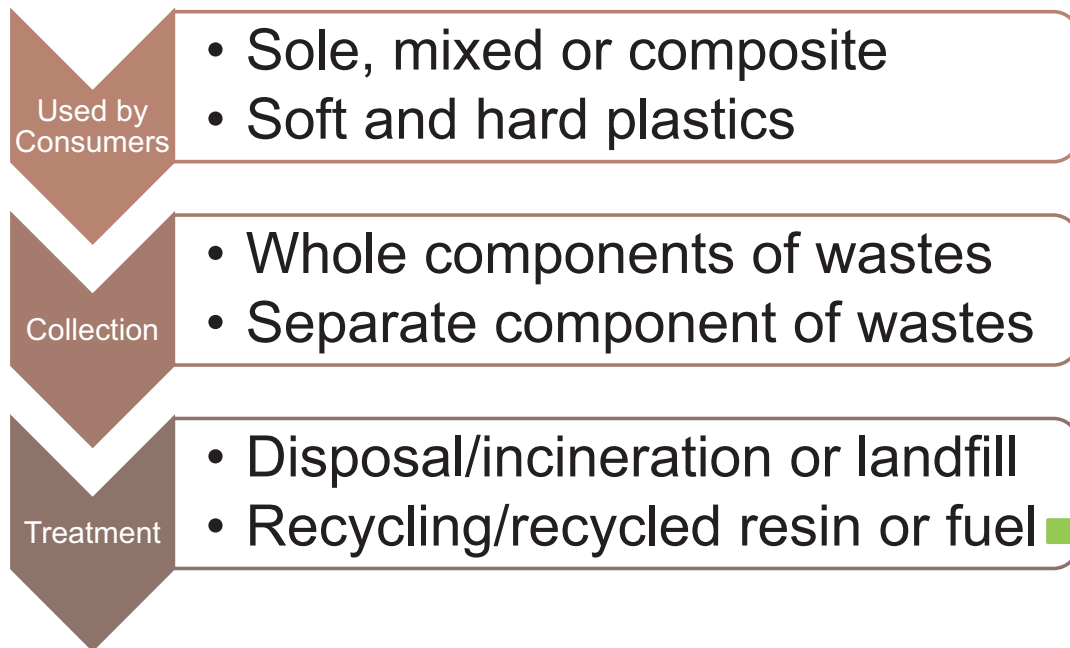 Used by
Consumers
• Sole, mixed or composite
• Soft and hard plastics
Collection
• Whole components of wastes
• Separate component of wastes
Treatment
• Disposal/incineration or landfill
• Recycling/recycled resin or fuel